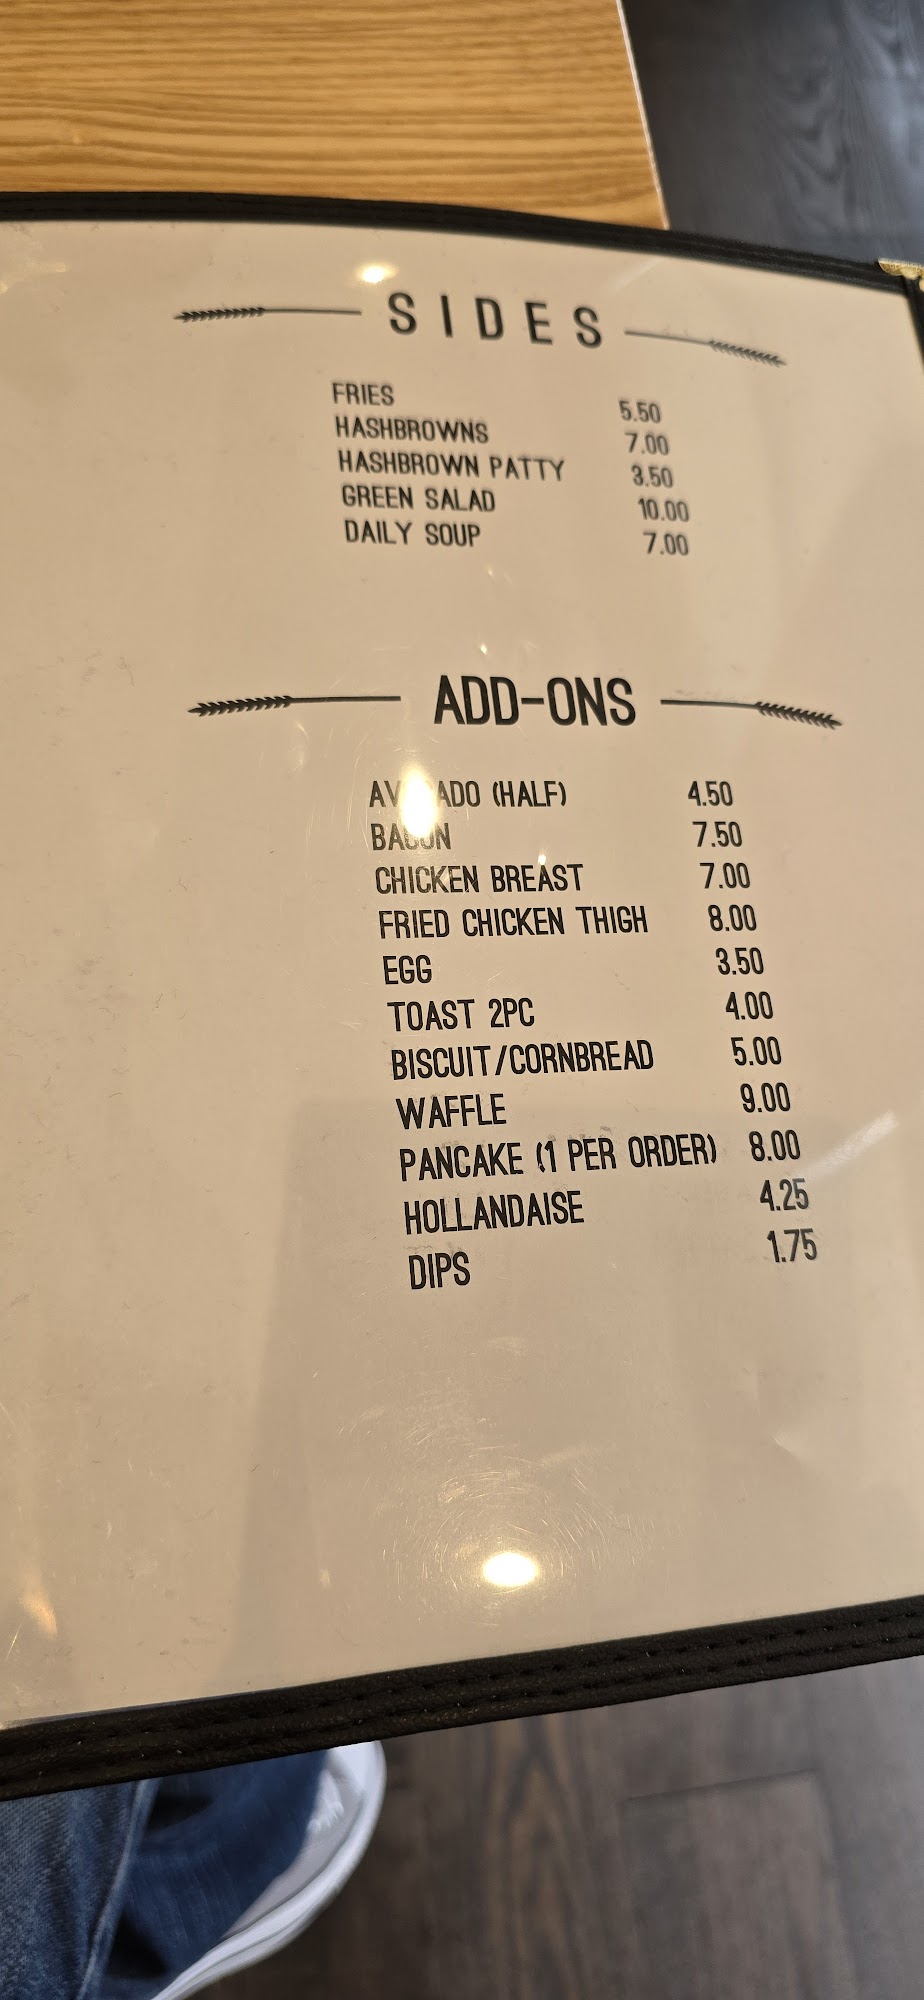 SIDES
FRIES 5.50
HASHBROWNS 7.00
HASHBROWN PATTY 3.50
GREEN SALAD 10.00
DAILY SOUP 7.00
ADD-ONS
AVOCADO (HALF) 4.50
BACON 7.50
CHICKEN BREAST 7.00
FRIED CHICKEN THIGH 8.00
EGG 3.50
TOAST 2PC 4.00
BISCUIT/CORNBREAD 5.00
WAFFLE 9.00
PANCAKE (1 PER ORDER) 8.00
HOLLANDAISE 4.25
DIPS 1.75